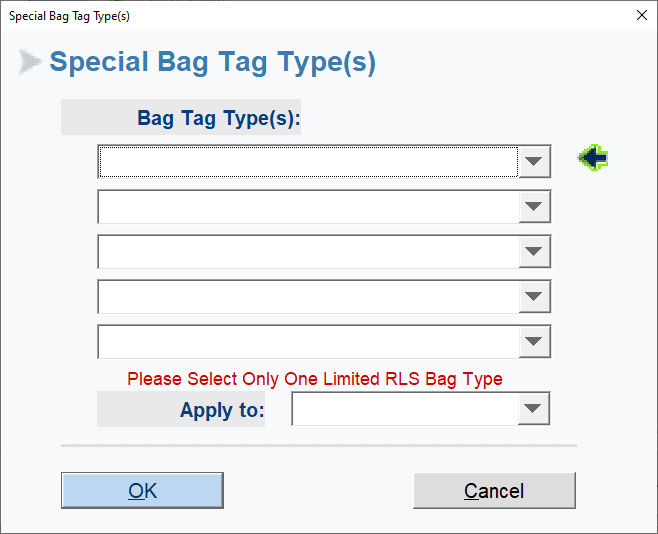 Special Bag Tag Type(s)
Special Bag Tag Type(s)
Bag Tag Type(s):
Please Select Only One Limited RLS Bag Type
Apply to:
OK
Cancel